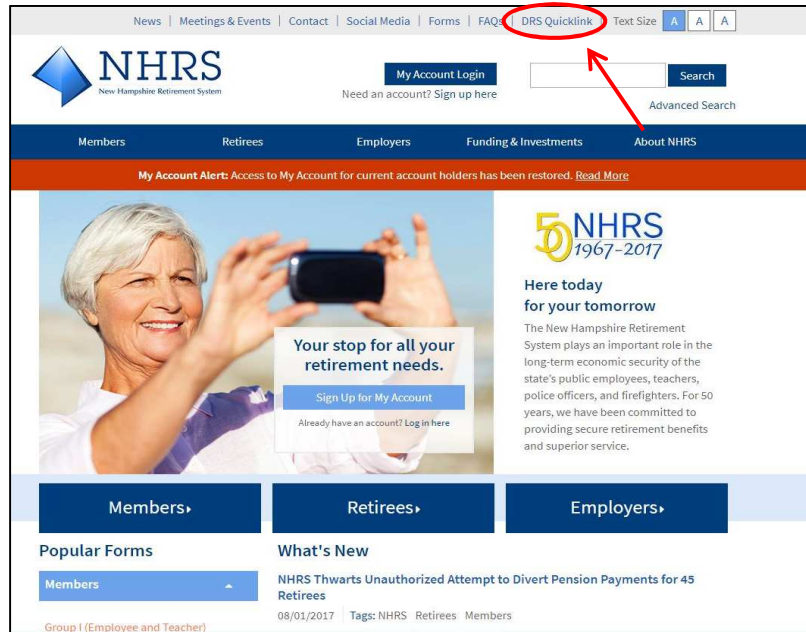 News | Meetings & Events | Contact | Social Media | Forms | FAQs | DRS Quicklink | Text Size A A A
NHRS
New Hampshire Retirement System
My Account Login
Need an account? Sign up here
Search
Advanced Search
Members Retirees Employers Funding & Investments About NHRS
My Account Alert: Access to My Account for current account holders has been restored. Read More
50 NHRS
1967-2017
Here today
for your tomorrow
The New Hampshire Retirement
System plays an important role in the
long-term economic security of the
state's public employees, teachers,
police officers, and firefighters. For 50
years, we have been committed to
providing secure retirement benefits
and superior service.
Your stop for all your
retirement needs.
Sign Up for My Account
Already have an account? Log in here
Members Retirees Employers
Popular Forms
Members
Group I (Employee and Teacher)
What's New
NHRS Thwarts Unauthorized Attempt to Divert Pension Payments for 45
Retirees
08/01/2017 Tags: NHRS Retirees Members